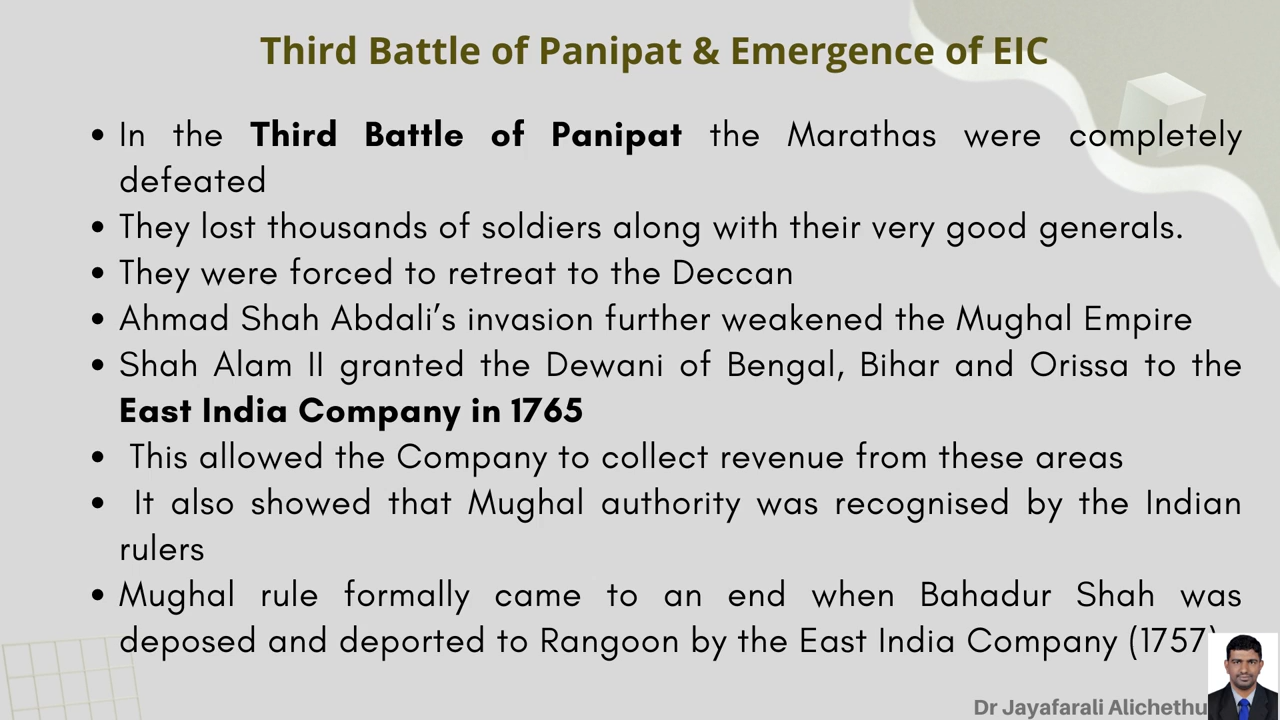 Third Battle of Panipat & Emergence of EIC
• In the Third Battle of Panipat the Marathas were completely
defeated
• They lost thousands of soldiers along with their very good generals.
• They were forced to retreat to the Deccan
• Ahmad Shah Abdali’s invasion further weakened the Mughal Empire
• Shah Alam II granted the Dewani of Bengal, Bihar and Orissa to the
East India Company in 1765
• This allowed the Company to collect revenue from these areas
• It also showed that Mughal authority was recognised by the Indian
rulers
• Mughal rule formally came to an end when Bahadur Shah was
deposed and deported to Rangoon by the East India Company (1757)
Dr Jayafarali Alichethu